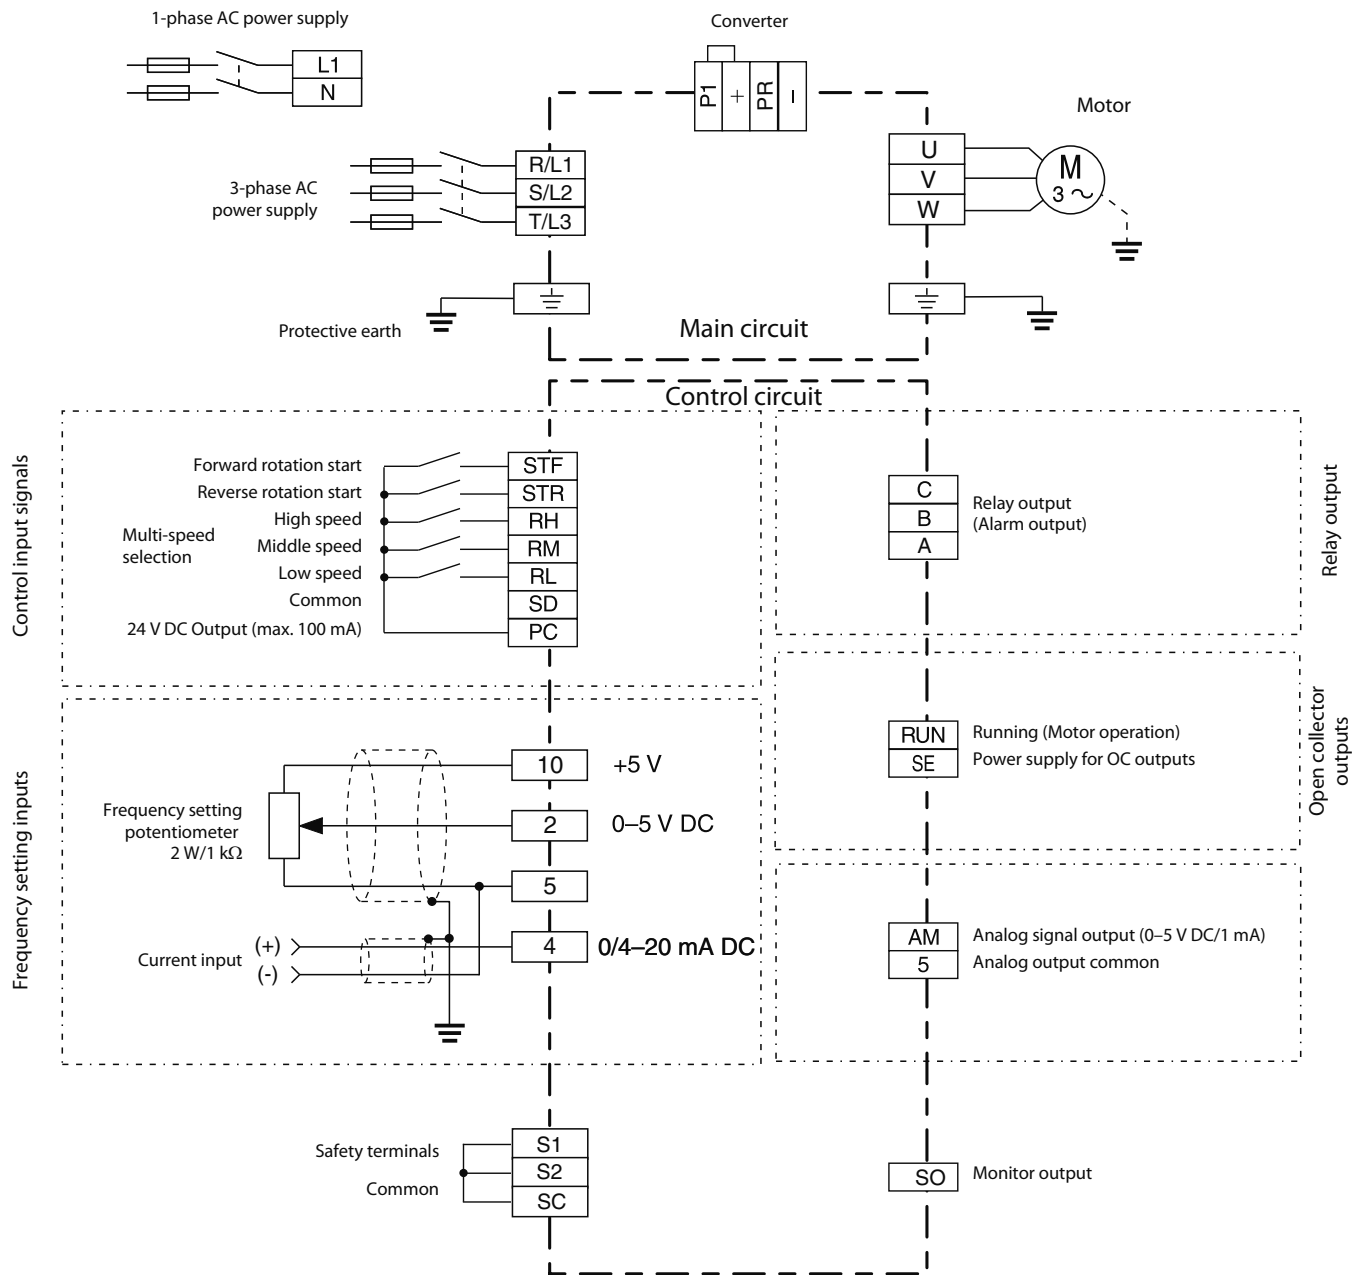 1-phase AC power supply
L1
N
Converter
P1
+
PR
–
Motor
3-phase AC
power supply
R/L1
S/L2
T/L3
U
V
W
M
3 ~
Protective earth
Main circuit
Control circuit
Control input signals
Forward rotation start
Reverse rotation start
Multi-speed
selection
High speed
Middle speed
Low speed
Common
24 V DC Output (max. 100 mA)
STF
STR
RH
RM
RL
SD
PC
C
B
A
Relay output
(Alarm output)
Relay output
Frequency setting inputs
Frequency setting
potentiometer
2 W/1 kΩ
10 +5 V
2 0–5 V DC
5
4 0/4–20 mA DC
Current input
(+)
(-)
RUN Running (Motor operation)
SE Power supply for OC outputs
Open collector
outputs
AM Analog signal output (0–5 V DC/1 mA)
5 Analog output common
Safety terminals
Common
S1
S2
SC
SO Monitor output